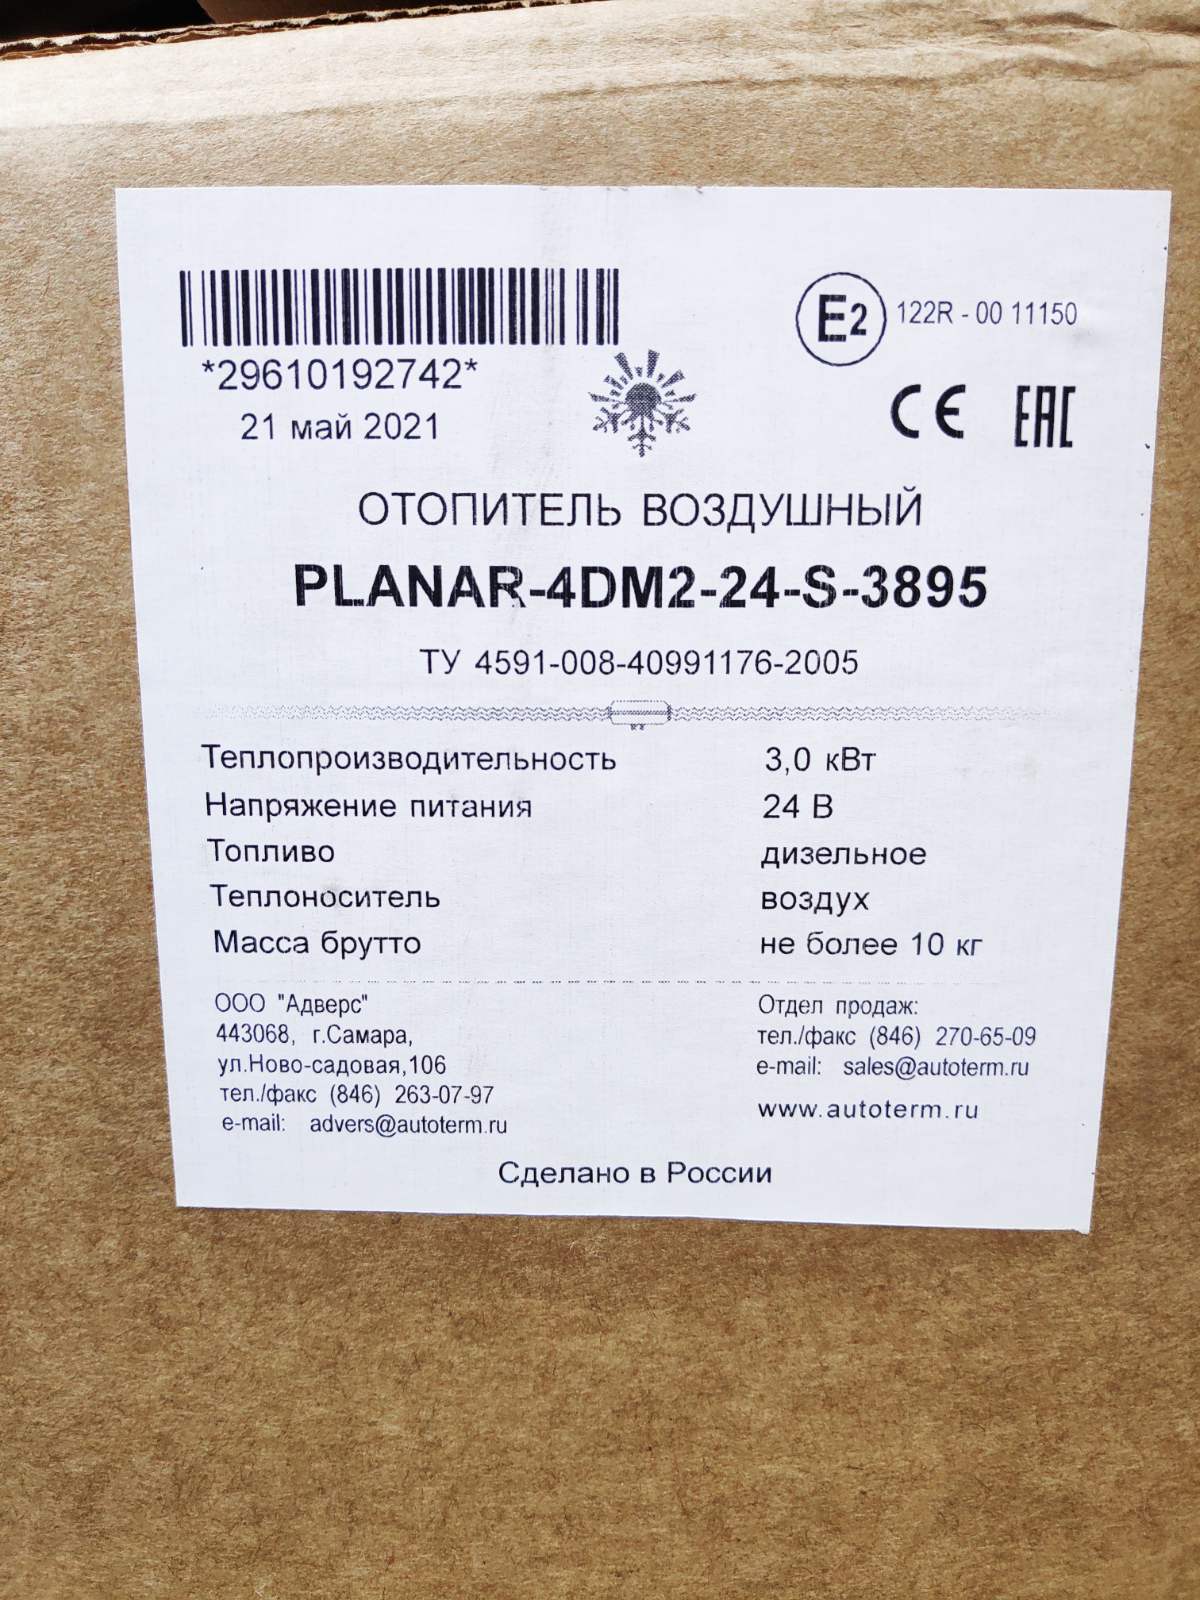 *29610192742*
21 май 2021
E2 122R - 00 11150
CE EAC
ОТОПИТЕЛЬ ВОЗДУШНЫЙ
PLANAR-4DM2-24-S-3895
ТУ 4591-008-40991176-2005
Теплопроизводительность 3,0 кВт
Напряжение питания 24 В
Топливо дизельное
Теплоноситель воздух
Масса брутто не более 10 кг
ООО "Адверс"
443068, г.Самара,
ул.Ново-садовая,106
тел./факс (846) 263-07-97
e-mail: advers@autoterm.ru
Отдел продаж:
тел./факс (846) 270-65-09
e-mail: sales@autoterm.ru
www.autoterm.ru
Сделано в России